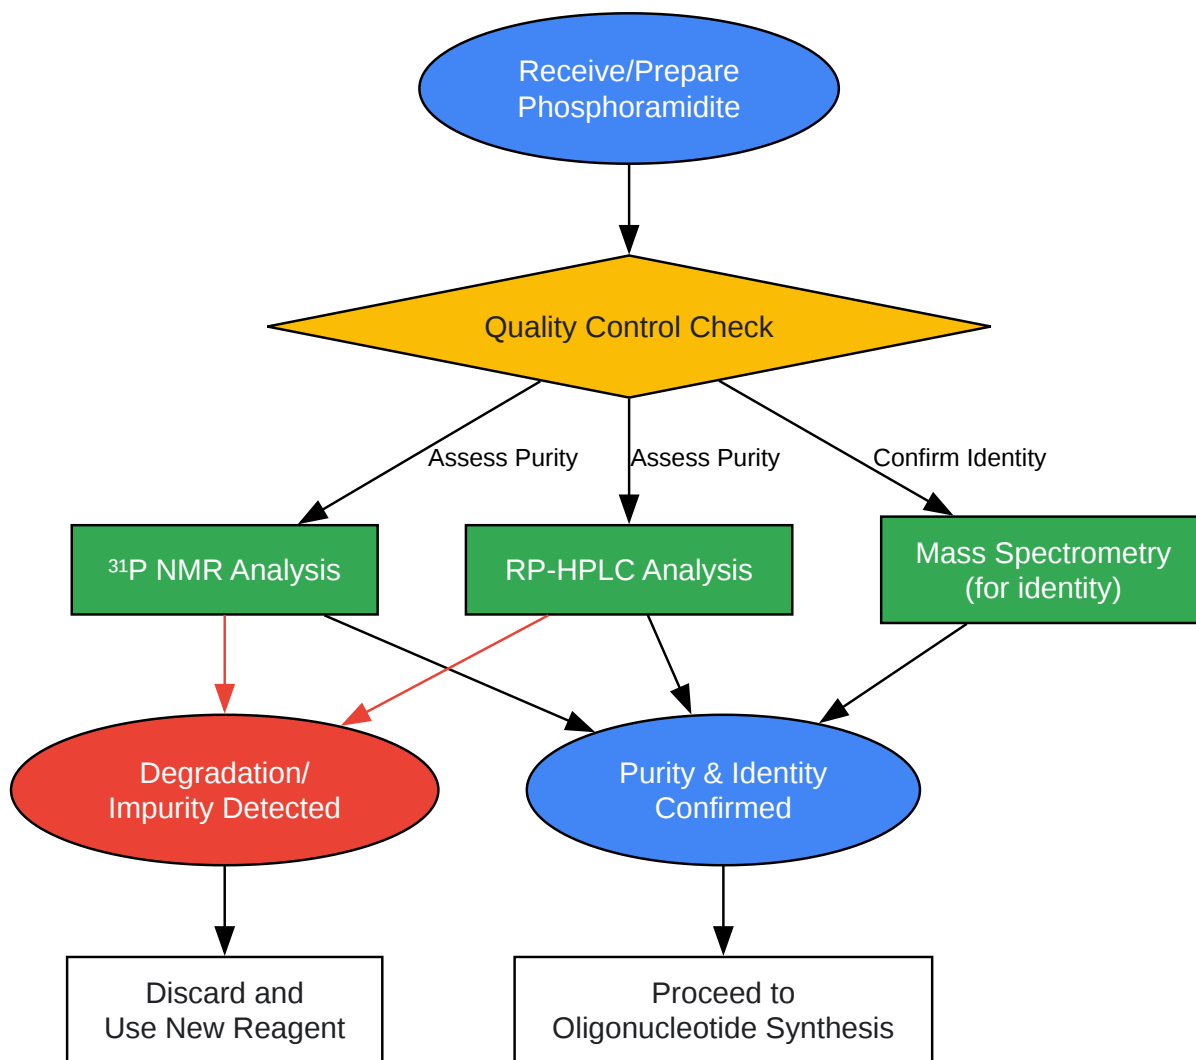 Receive/Prepare
Phosphoramidite
Quality Control Check
Assess Purity
Assess Purity
Confirm Identity
³¹P NMR Analysis
RP-HPLC Analysis
Mass Spectrometry
(for identity)
Degradation/
Impurity Detected
Purity & Identity
Confirmed
Discard and
Use New Reagent
Proceed to
Oligonucleotide Synthesis